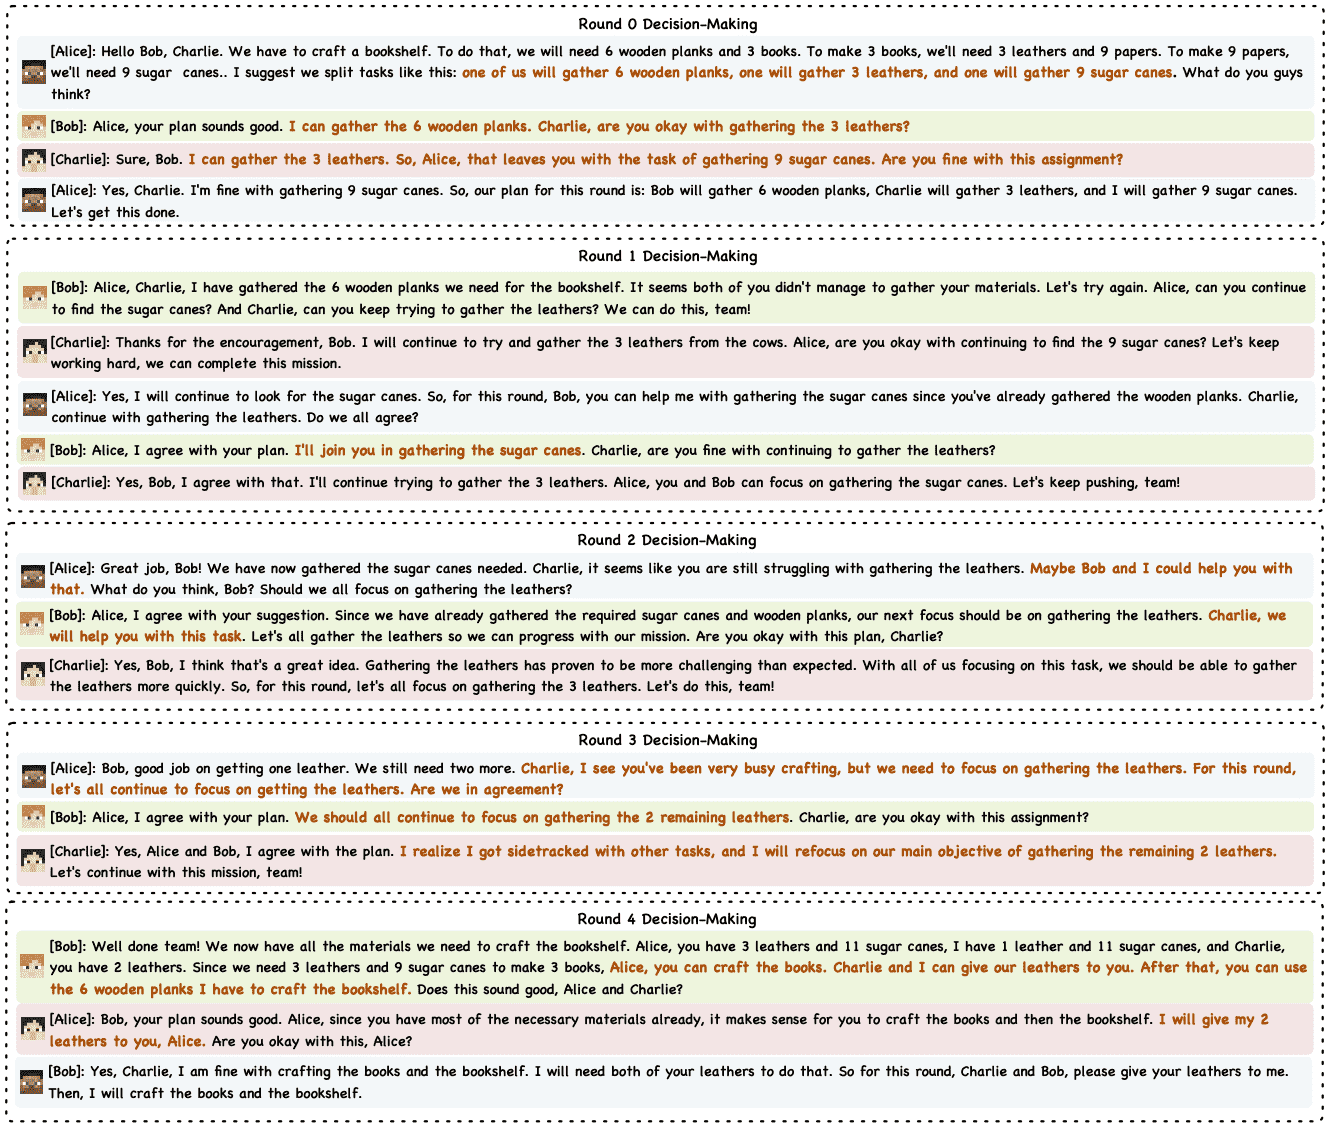 Round 0 Decision-Making
[Alice]: Hello Bob, Charlie. We have to craft a bookshelf. To do that, we will need 6 wooden planks and 3 books. To make 3 books, we'll need 3 leathers and 9 papers. To make 9 papers,
we'll need 9 sugar canes.. I suggest we split tasks like this: one of us will gather 6 wooden planks, one will gather 3 leathers, and one will gather 9 sugar canes. What do you guys
think?
[Bob]: Alice, your plan sounds good. I can gather the 6 wooden planks. Charlie, are you okay with gathering the 3 leathers?
[Charlie]: Sure, Bob. I can gather the 3 leathers. So, Alice, that leaves you with the task of gathering 9 sugar canes. Are you fine with this assignment?
[Alice]: Yes, Charlie. I'm fine with gathering 9 sugar canes. So, our plan for this round is: Bob will gather 6 wooden planks, Charlie will gather 3 leathers, and I will gather 9 sugar canes.
Let's get this done.
Round 1 Decision-Making
[Bob]: Alice, Charlie, I have gathered the 6 wooden planks we need for the bookshelf. It seems both of you didn't manage to gather your materials. Let's try again. Alice, can you continue
to find the sugar canes? And Charlie, can you keep trying to gather the leathers? We can do this, team!
[Charlie]: Thanks for the encouragement, Bob. I will continue to try and gather the 3 leathers from the cows. Alice, are you okay with continuing to find the 9 sugar canes? Let's keep
working hard, we can complete this mission.
[Alice]: Yes, I will continue to look for the sugar canes. So, for this round, Bob, you can help me with gathering the sugar canes since you've already gathered the wooden planks. Charlie,
continue with gathering the leathers. Do we all agree?
[Bob]: Alice, I agree with your plan. I'll join you in gathering the sugar canes. Charlie, are you fine with continuing to gather the leathers?
[Charlie]: Yes, Bob, I agree with that. I'll continue trying to gather the 3 leathers. Alice, you and Bob can focus on gathering the sugar canes. Let's keep pushing, team!
Round 2 Decision-Making
[Alice]: Great job, Bob! We have now gathered the sugar canes needed. Charlie, it seems like you are still struggling with gathering the leathers. Maybe Bob and I could help you with
that. What do you think, Bob? Should we all focus on gathering the leathers?
[Bob]: Alice, I agree with your suggestion. Since we have already gathered the required sugar canes and wooden planks, our next focus should be on gathering the leathers. Charlie, we
will help you with this task. Let's all gather the leathers so we can progress with our mission. Are you okay with this plan, Charlie?
[Charlie]: Yes, Bob, I think that's a great idea. Gathering the leathers has proven to be more challenging than expected. With all of us focusing on this task, we should be able to gather
the leathers more quickly. So, for this round, let's all focus on gathering the 3 leathers. Let's do this, team!
Round 3 Decision-Making
[Alice]: Bob, good job on getting one leather. We still need two more. Charlie, I see you've been very busy crafting, but we need to focus on gathering the leathers. For this round,
let's all continue to focus on getting the leathers. Are we in agreement?
[Bob]: Alice, I agree with your plan. We should all continue to focus on gathering the 2 remaining leathers. Charlie, are you okay with this assignment?
[Charlie]: Yes, Alice and Bob, I agree with the plan. I realize I got sidetracked with other tasks, and I will refocus on our main objective of gathering the remaining 2 leathers.
Let's continue with this mission, team!
Round 4 Decision-Making
[Bob]: Well done team! We now have all the materials we need to craft the bookshelf. Alice, you have 3 leathers and 11 sugar canes, I have 1 leather and 11 sugar canes, and Charlie,
you have 2 leathers. Since we need 3 leathers and 9 sugar canes to make 3 books, Alice, you can craft the books. Charlie and I can give our leathers to you. After that, you can use
the 6 wooden planks I have to craft the bookshelf. Does this sound good, Alice and Charlie?
[Alice]: Bob, your plan sounds good. Alice, since you have most of the necessary materials already, it makes sense for you to craft the books and then the bookshelf. I will give my 2
leathers to you, Alice. Are you okay with this, Alice?
[Bob]: Yes, Charlie, I am fine with crafting the books and the bookshelf. I will need both of your leathers to do that. So for this round, Charlie and Bob, please give your leathers to me.
Then, I will craft the books and the bookshelf.